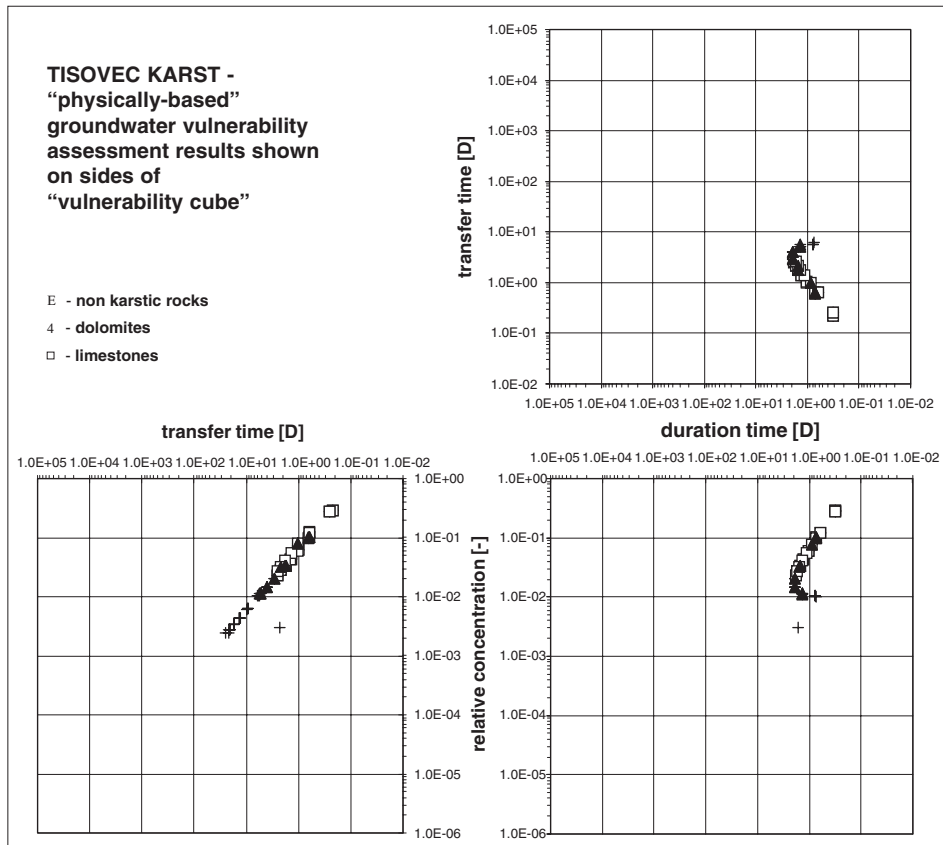 TISOVEC KARST -
“physically-based”
groundwater vulnerability
assessment results shown
on sides of
“vulnerability cube”
E - non karstic rocks
4 - dolomites
□ - limestones
transfer time [D]
1.0E+05
1.0E+04
1.0E+03
1.0E+02
1.0E+01
1.0E+00
1.0E-01
1.0E-02
1.0E+05 1.0E+04 1.0E+03 1.0E+02 1.0E+01 1.0E+00 1.0E-01 1.0E-02
transfer time [D]
1.0E+05 1.0E+04 1.0E+03 1.0E+02 1.0E+01 1.0E+00 1.0E-01 1.0E-02
duration time [D]
1.0E+05 1.0E+04 1.0E+03 1.0E+02 1.0E+01 1.0E+00 1.0E-01 1.0E-02
1.0E+00
1.0E-01
1.0E-02
1.0E-03
1.0E-04
1.0E-05
1.0E-06
relative concentration [-]
1.0E+00
1.0E-01
1.0E-02
1.0E-03
1.0E-04
1.0E-05
1.0E-06